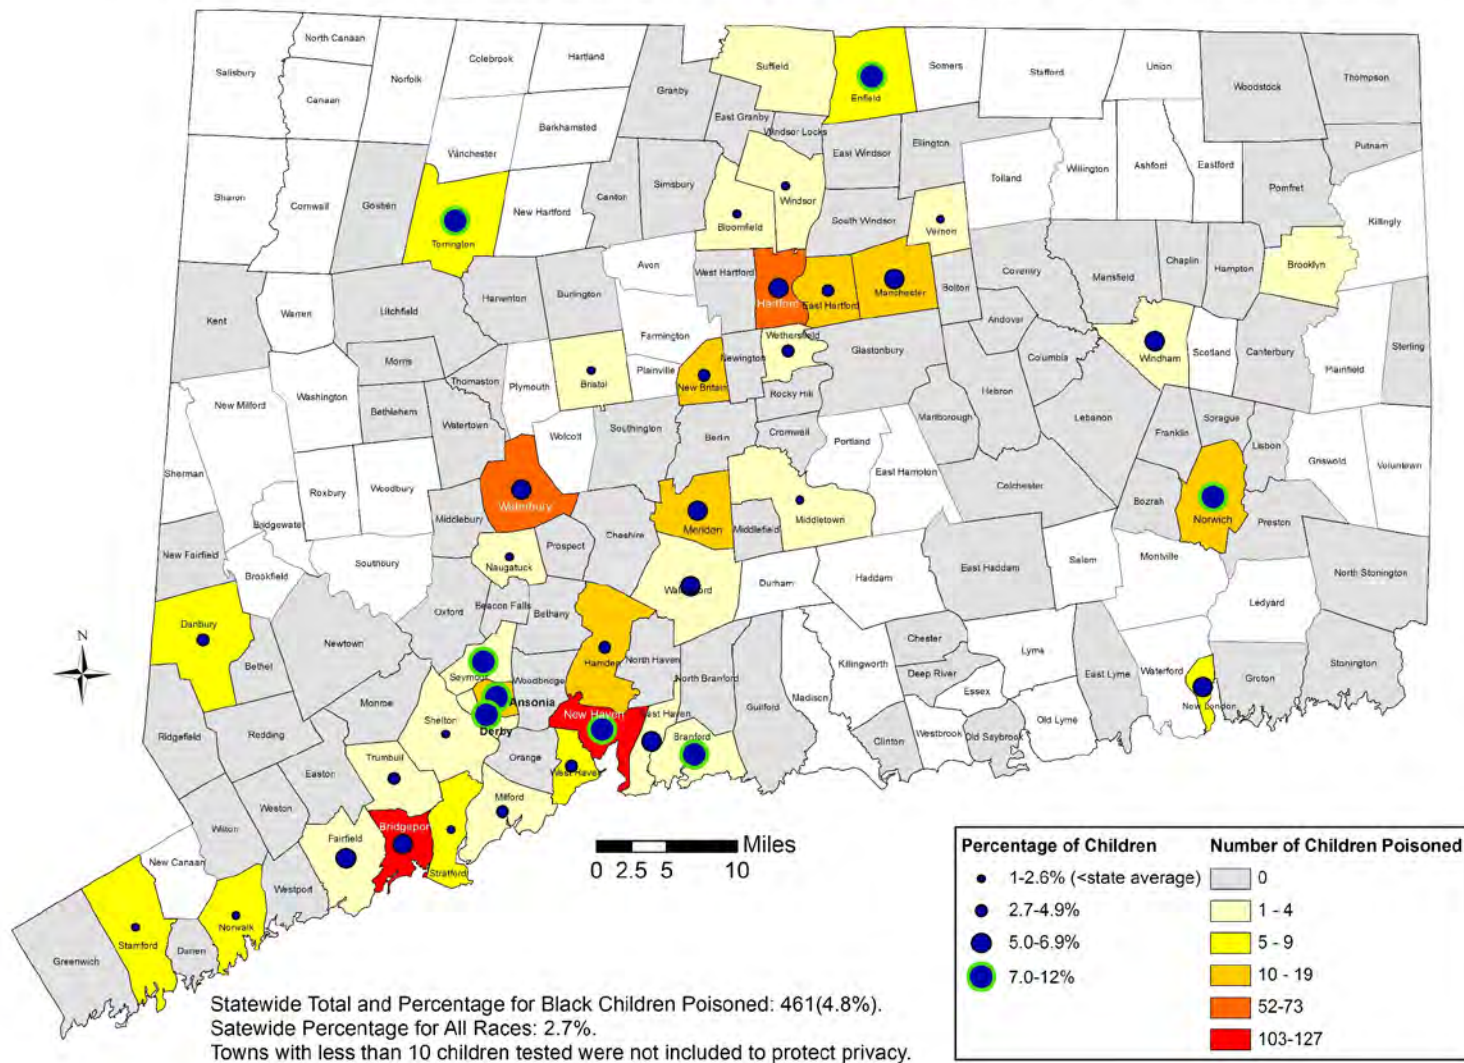 North Canaan
Salisbury
Canaan
Norfolk
Colebrook
Hartland
Suffield
Enfield
Somers
Stafford
Union
Woodstock
Thompson
Granby
East Granby
Windsor Locks
East Windsor
Ellington
Barkhamsted
Winchester
Putnam
Sharon
Cornwall
Goshen
Torrington
New Hartford
Canton
Simsbury
Bloomfield
Windsor
South Windsor
Vernon
Tolland
Willington
Ashford
Eastford
Pomfret
Killingly
Avon
West Hartford
Hartford
East Hartford
Manchester
Bolton
Coventry
Mansfield
Chaplin
Hampton
Brooklyn
Kent
Warren
Litchfield
Harwinton
Burlington
Farmington
Wethersfield
Glastonbury
Andover
Columbia
Windham
Scotland
Canterbury
Plainfield
Sterling
Morris
Thomaston
Plymouth
Bristol
Plainville
New Britain
Newington
Rocky Hill
Hebron
New Milford
Washington
Bethlehem
Watertown
Wolcott
Southington
Berlin
Cromwell
Portland
Marlborough
Lebanon
Franklin
Sprague
Lisbon
Griswold
Voluntown
Sherman
Roxbury
Woodbury
Waterbury
East Hampton
Colchester
Bozrah
Norwich
Preston
Bridgewater
Middlebury
Prospect
Cheshire
Meriden
Middlefield
Middletown
New Fairfield
Brookfield
Southbury
Naugatuck
Durham
Haddam
East Haddam
Salem
Montville
North Stonington
Ledyard
Oxford
Beacon Falls
Bethany
Hamden
Danbury
Bethel
Newtown
Seymour
Woodbridge
North Haven
North Branford
Killingworth
Chester
Deep River
Essex
Lyme
East Lyme
Waterford
New London
Groton
Stonington
N
Monroe
Shelton
Ansonia
Derby
New Haven
Branford
Guilford
Madison
Clinton
Westbrook
Old Saybrook
Old Lyme
Ridgefield
Redding
Easton
Trumbull
Orange
Milford
Weston
Wilton
Fairfield
Stratford
New Canaan
Westport
Norwalk
Stamford
Darien
Greenwich
Miles
0 2.5 5 10
Percentage of Children
1-2.6% (<state average)
2.7-4.9%
5.0-6.9%
7.0-12%
Number of Children Poisoned
0
1 - 4
5 - 9
10 - 19
52-73
103-127
Statewide Total and Percentage for Black Children Poisoned: 461(4.8%).
Satewide Percentage for All Races: 2.7%.
Towns with less than 10 children tested were not included to protect privacy.